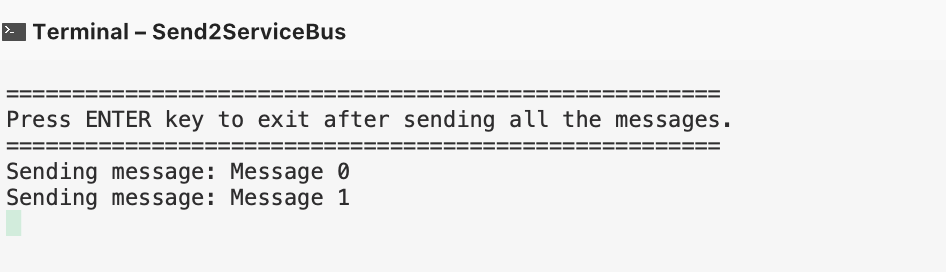 Terminal – Send2ServiceBus
======================================================
Press ENTER key to exit after sending all the messages.
======================================================
Sending message: Message 0
Sending message: Message 1